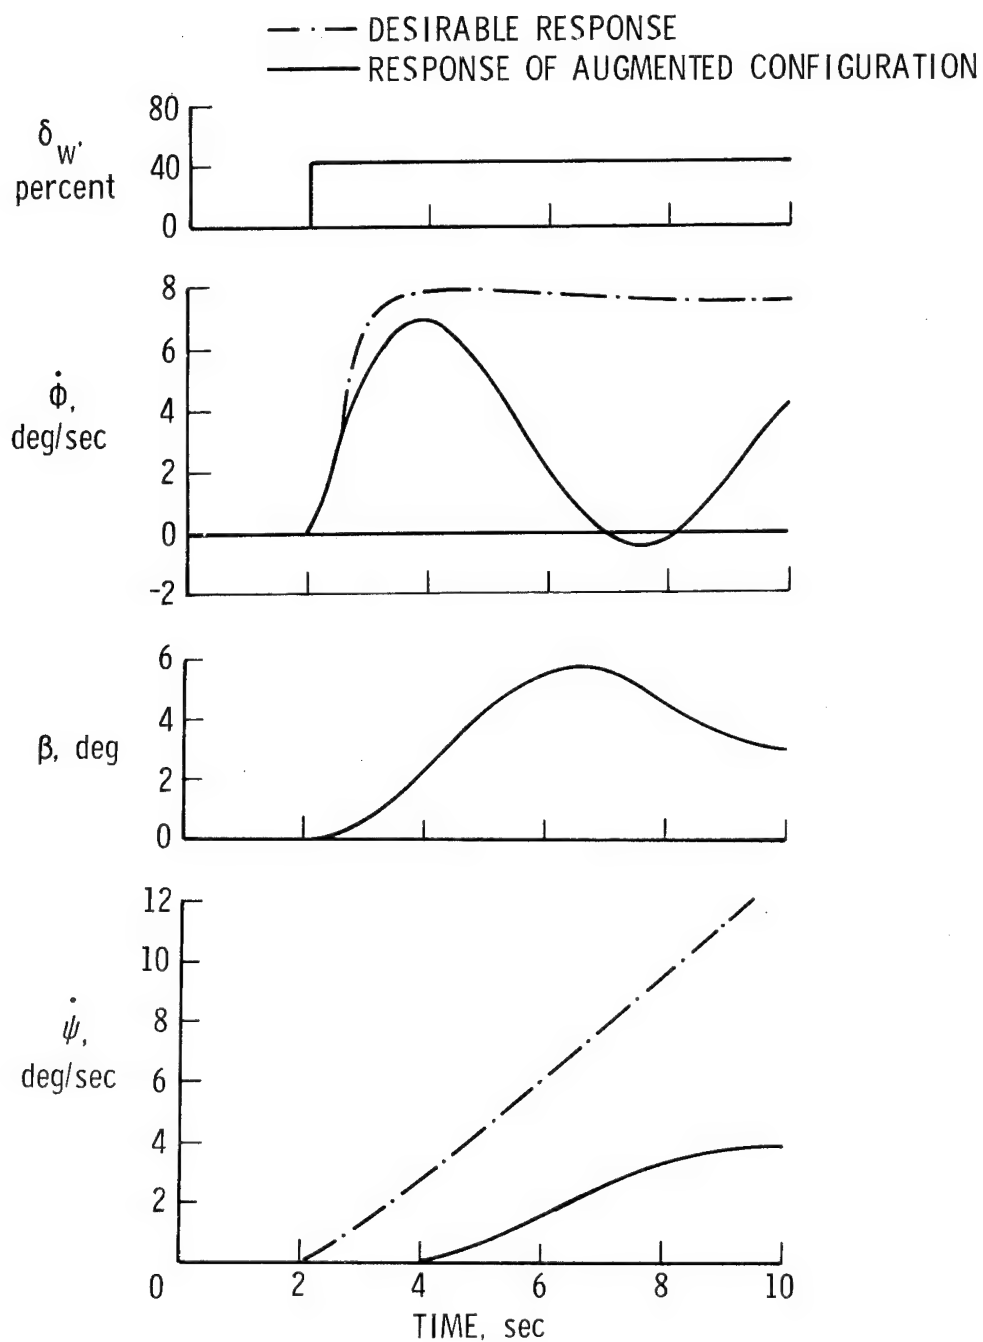 DESIRABLE RESPONSE
RESPONSE OF AUGMENTED CONFIGURATION
δw,
percent
80
40
0
ϕ̇,
deg/sec
8
6
4
2
0
-2
β, deg
6
4
2
0
ψ̇,
deg/sec
12
10
8
6
4
2
0 2 4 6 8 10
TIME, sec